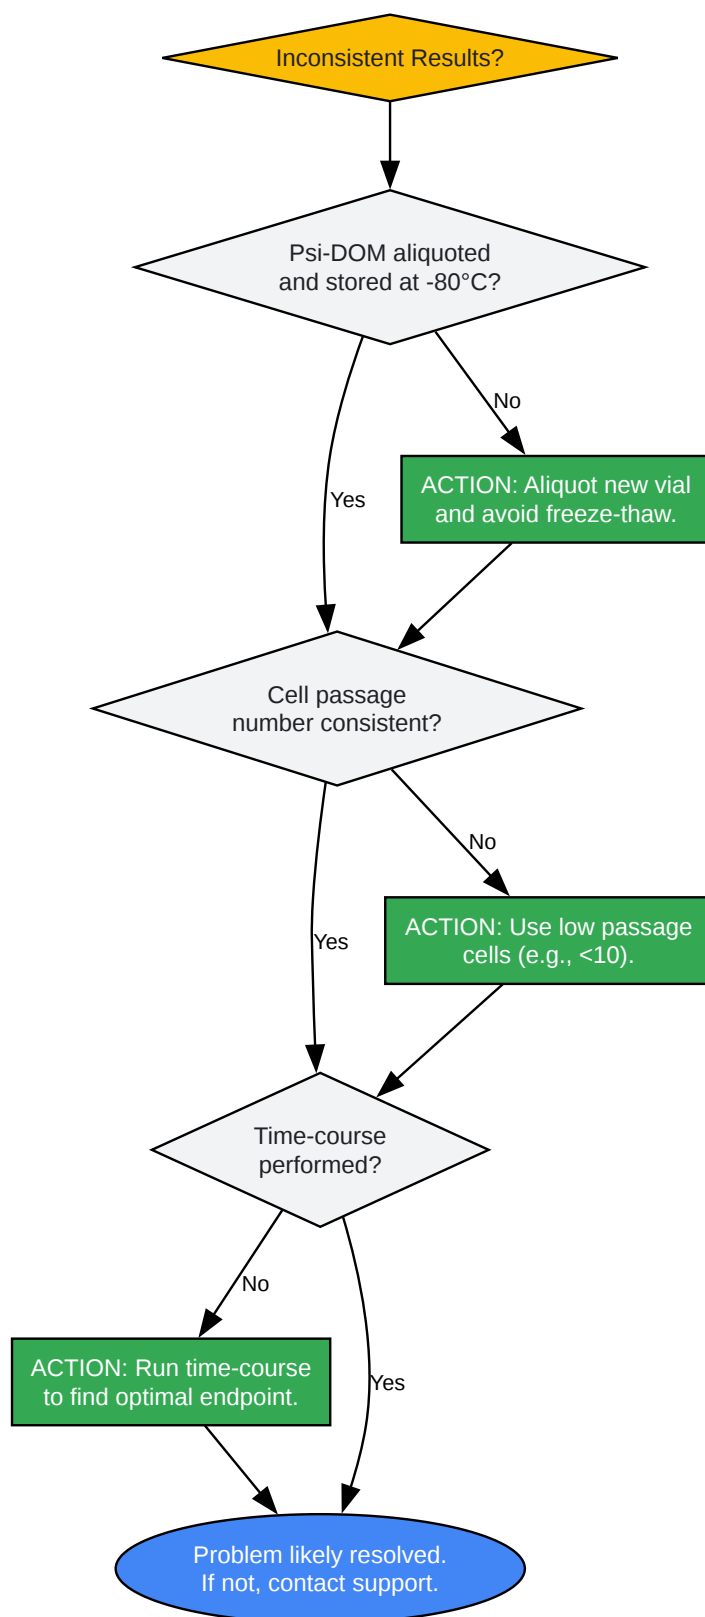 Inconsistent Results?
Psi-DOM aliquoted
and stored at -80°C?
No
ACTION: Aliquot new vial
and avoid freeze-thaw.
Yes
Cell passage
number consistent?
No
ACTION: Use low passage
cells (e.g., <10).
Yes
Time-course
performed?
No
ACTION: Run time-course
to find optimal endpoint.
Yes
Problem likely resolved.
If not, contact support.